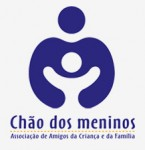 Chão dos meninos
Associação de Amigos da Criança e da Família